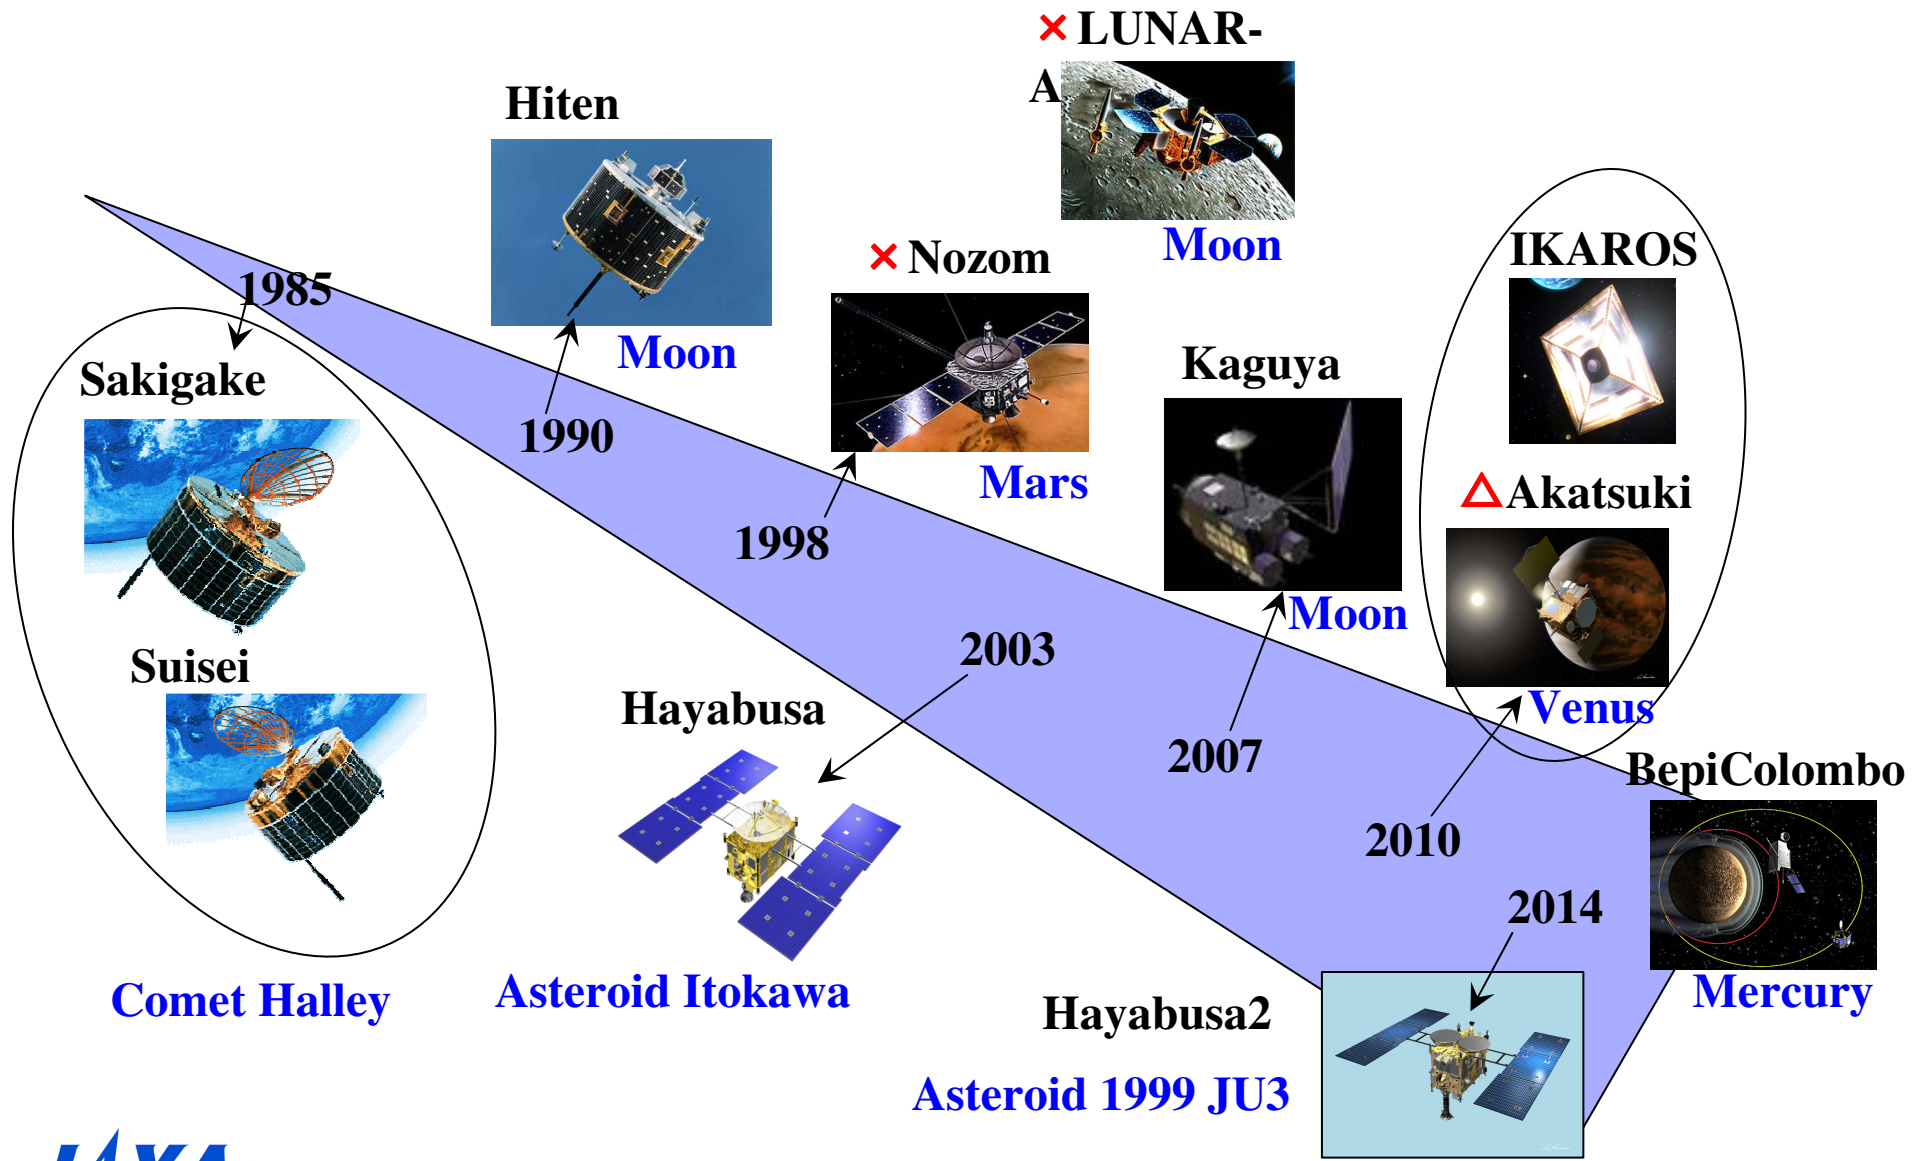 × LUNAR-
A
Hiten
Moon
× Nozom
Moon
IKAROS
1985
Sakigake
Kaguya
1990
Mars
△Akatsuki
1998
Moon
Suisei
2003
Hayabusa
Venus
2007
BepiColombo
2010
2014
Comet Halley
Asteroid Itokawa
Hayabusa2
Mercury
Asteroid 1999 JU3
JAXA